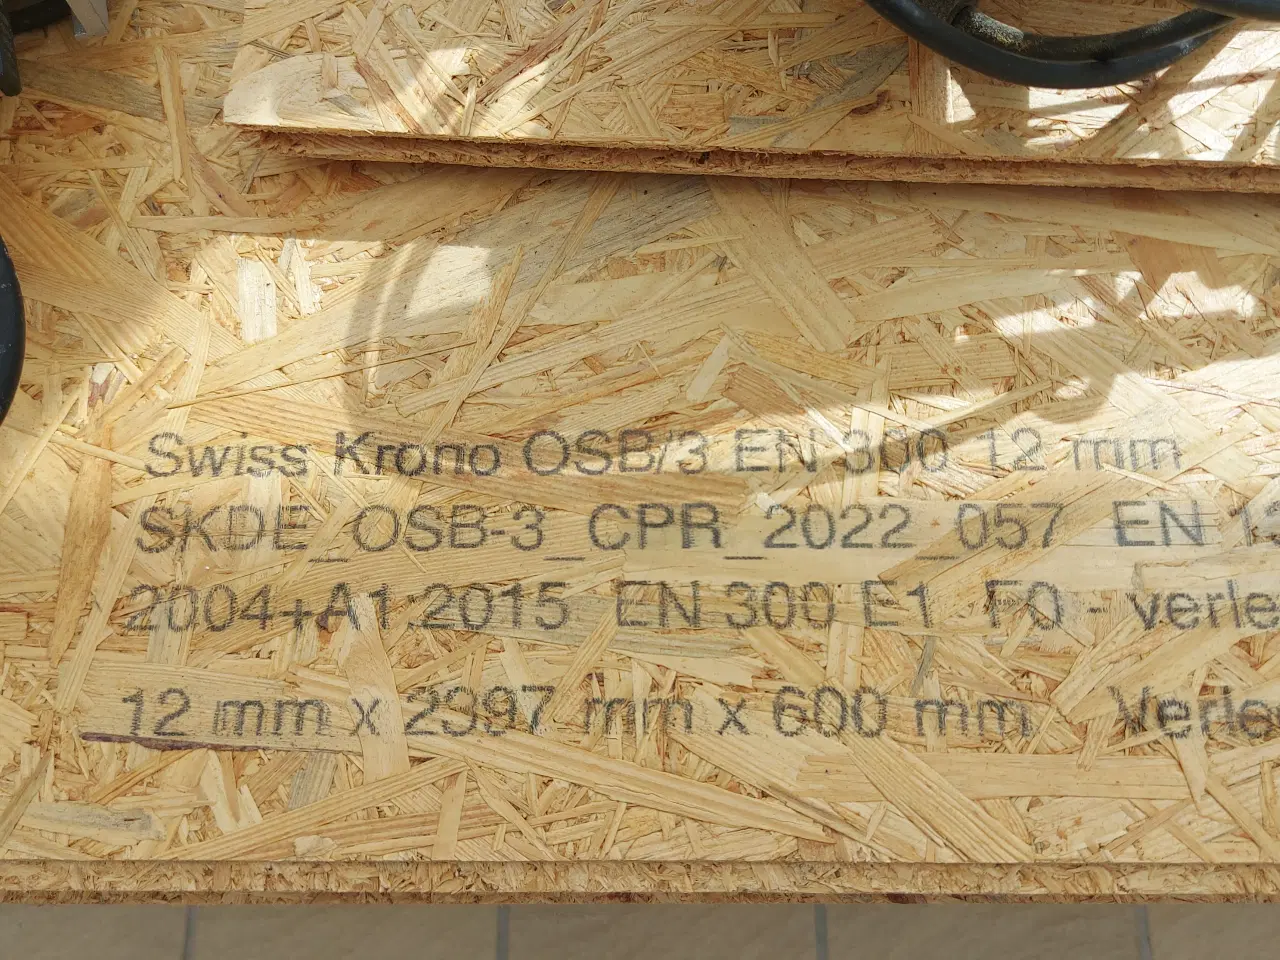 Swiss Krono OSB/3 EN 300 12 mm
SKDE_OSB-3_CPR_2022_057 EN 13
2004+A1:2015 EN 300 E1 F0 - verle
12 mm x 2397 mm x 600 mm Verle